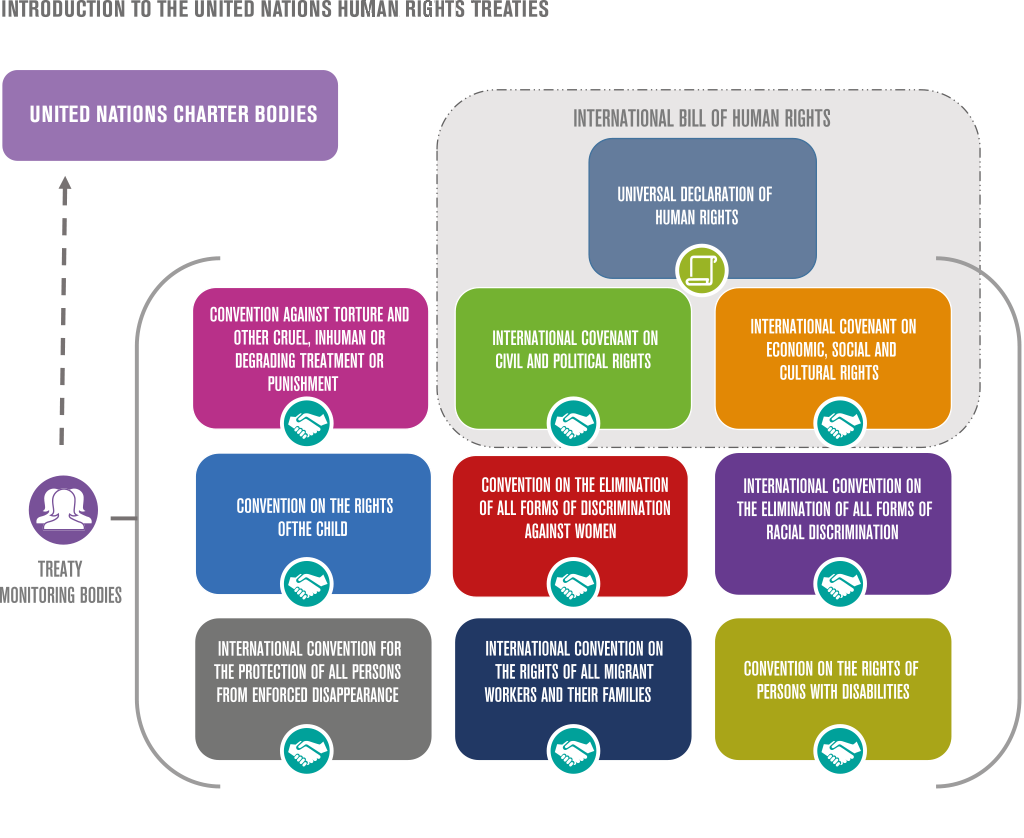 INTRODUCTION TO THE UNITED NATIONS HUMAN RIGHTS TREATIES
UNITED NATIONS CHARTER BODIES
INTERNATIONAL BILL OF HUMAN RIGHTS
UNIVERSAL DECLARATION OF
HUMAN RIGHTS
CONVENTION AGAINST TORTURE AND
OTHER CRUEL, INHUMAN OR
DEGRADING TREATMENT OR
PUNISHMENT
INTERNATIONAL COVENANT ON
CIVIL AND POLITICAL RIGHTS
INTERNATIONAL COVENANT ON
ECONOMIC, SOCIAL AND
CULTURAL RIGHTS
CONVENTION ON THE RIGHTS
OFTHE CHILD
CONVENTION ON THE ELIMINATION
OF ALL FORMS OF DISCRIMINATION
AGAINST WOMEN
INTERNATIONAL CONVENTION ON
THE ELIMINATION OF ALL FORMS OF
RACIAL DISCRIMINATION
TREATY
MONITORING BODIES
INTERNATIONAL CONVENTION FOR
THE PROTECTION OF ALL PERSONS
FROM ENFORCED DISAPPEARANCE
INTERNATIONAL CONVENTION ON
THE RIGHTS OF ALL MIGRANT
WORKERS AND THEIR FAMILIES
CONVENTION ON THE RIGHTS OF
PERSONS WITH DISABILITIES